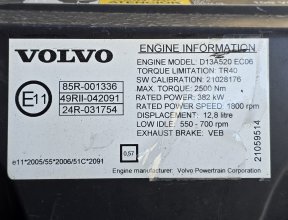 VOLVO
E11
85R-001336
49RII-042091
24R-031754
0,57
e11*2005/55*2006/51C*2091
ENGINE INFORMATION
ENGINE MODEL: D13A520 EC06
TORQUE LIMITATION: TR40
SW CALIBRATION: 21028176
MAX. TORQUE: 2500 Nm
RATED POWER: 382 kW
RATED POWER SPEED: 1800 rpm
DISPLACEMENT: 12,8 litre
LOW IDLE: 550 - 700 rpm
EXHAUST BRAKE: VEB
Manufacturer: Volvo Powertrain Corporation
21059514